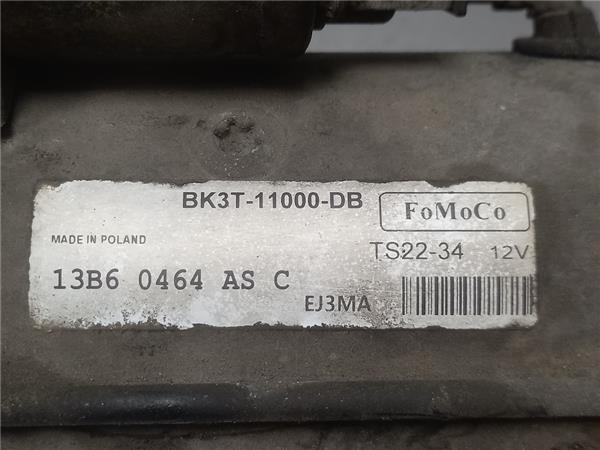 BK3T-11000-DB FoMoCo
MADE IN POLAND TS22-34 12V
13B6 0464 AS C
EJ3MA